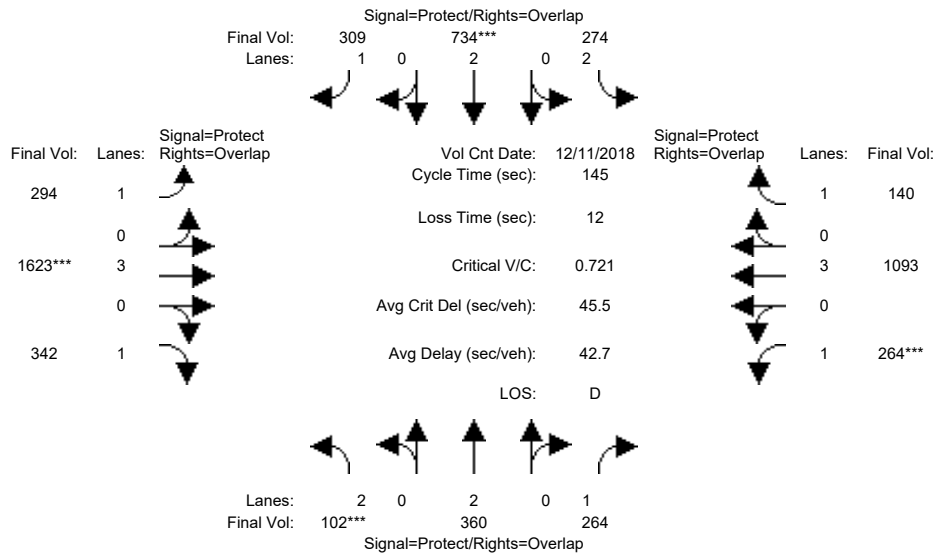 Signal=Protect/Rights=Overlap
Final Vol: 309 734*** 274
Lanes: 1 0 2 0 2
Signal=Protect Signal=Protect
Final Vol: Lanes: Rights=Overlap Vol Cnt Date: 12/11/2018 Rights=Overlap Lanes: Final Vol:
Cycle Time (sec): 145
294 1 1 140
Loss Time (sec): 12
0 0
1623*** 3 Critical V/C: 0.721 3 1093
0 Avg Crit Del (sec/veh): 45.5 0
342 1 Avg Delay (sec/veh): 42.7 1 264***
LOS: D
Lanes: 2 0 2 0 1
Final Vol: 102*** 360 264
Signal=Protect/Rights=Overlap